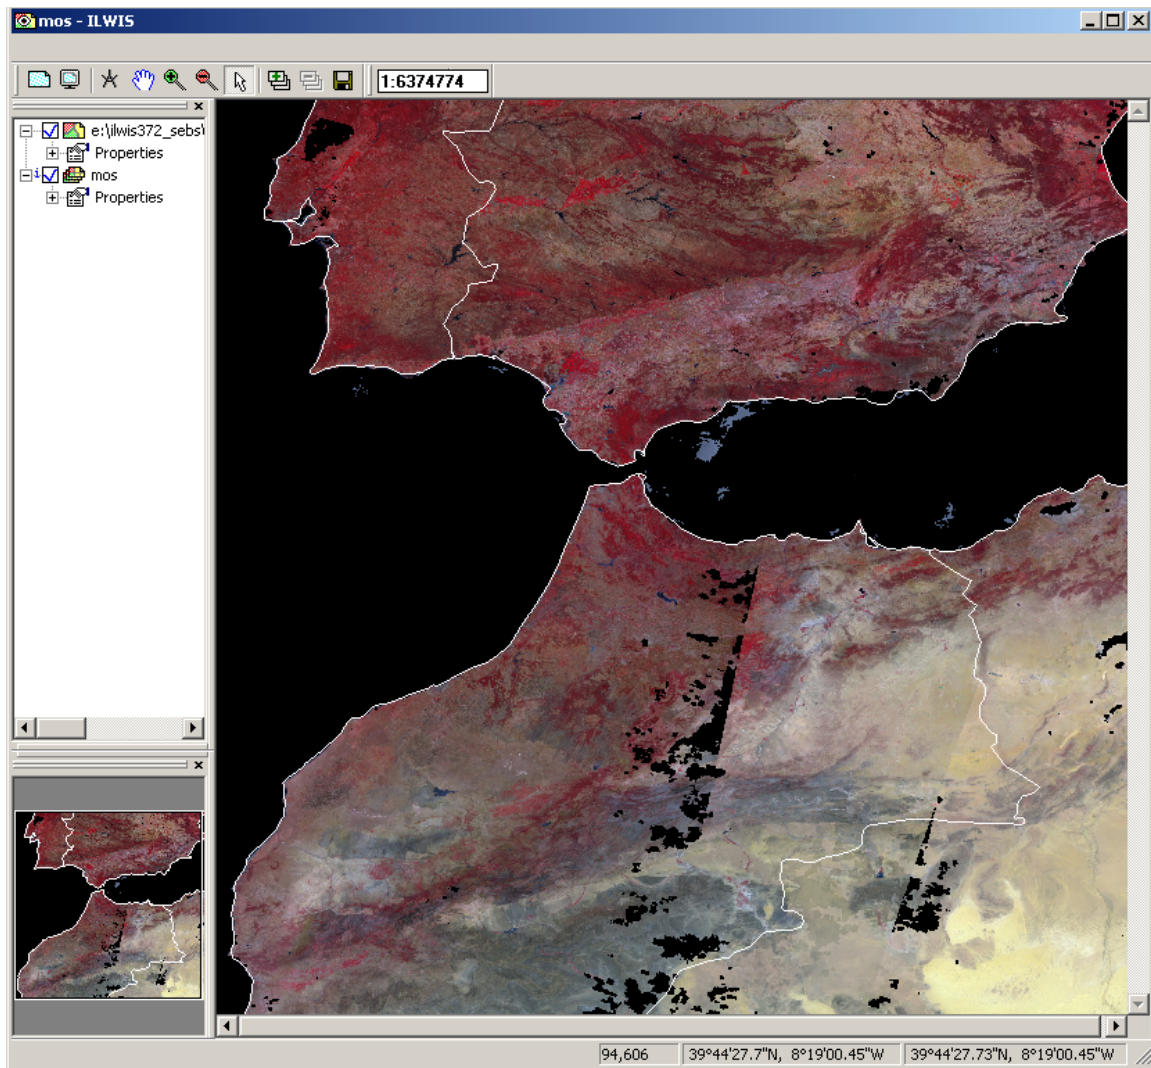 mos - ILWIS
1:6374774
e:\ilwis372_sebs\
Properties
mos
Properties
94,606 39°44'27.7"N, 8°19'00.45"W 39°44'27.73"N, 8°19'00.45"W